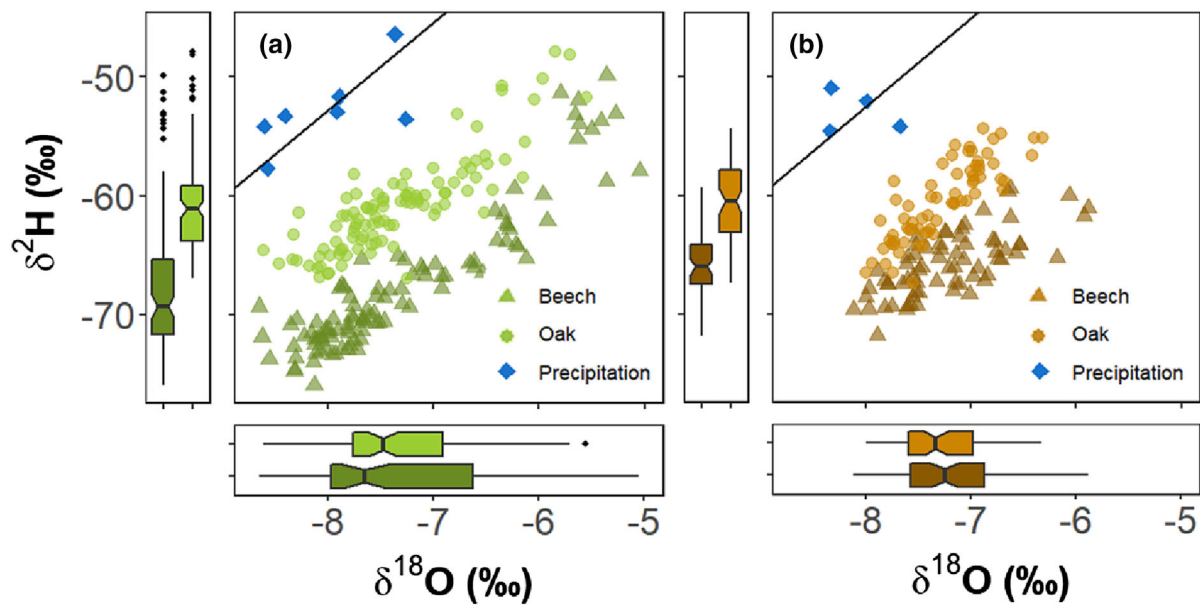 (a)
(b)
-50
-60
-70
δ²H (‰)
Beech
Oak
Precipitation
Beech
Oak
Precipitation
-8 -7 -6 -5
-8 -7 -6 -5
δ¹⁸O (‰)
δ¹⁸O (‰)